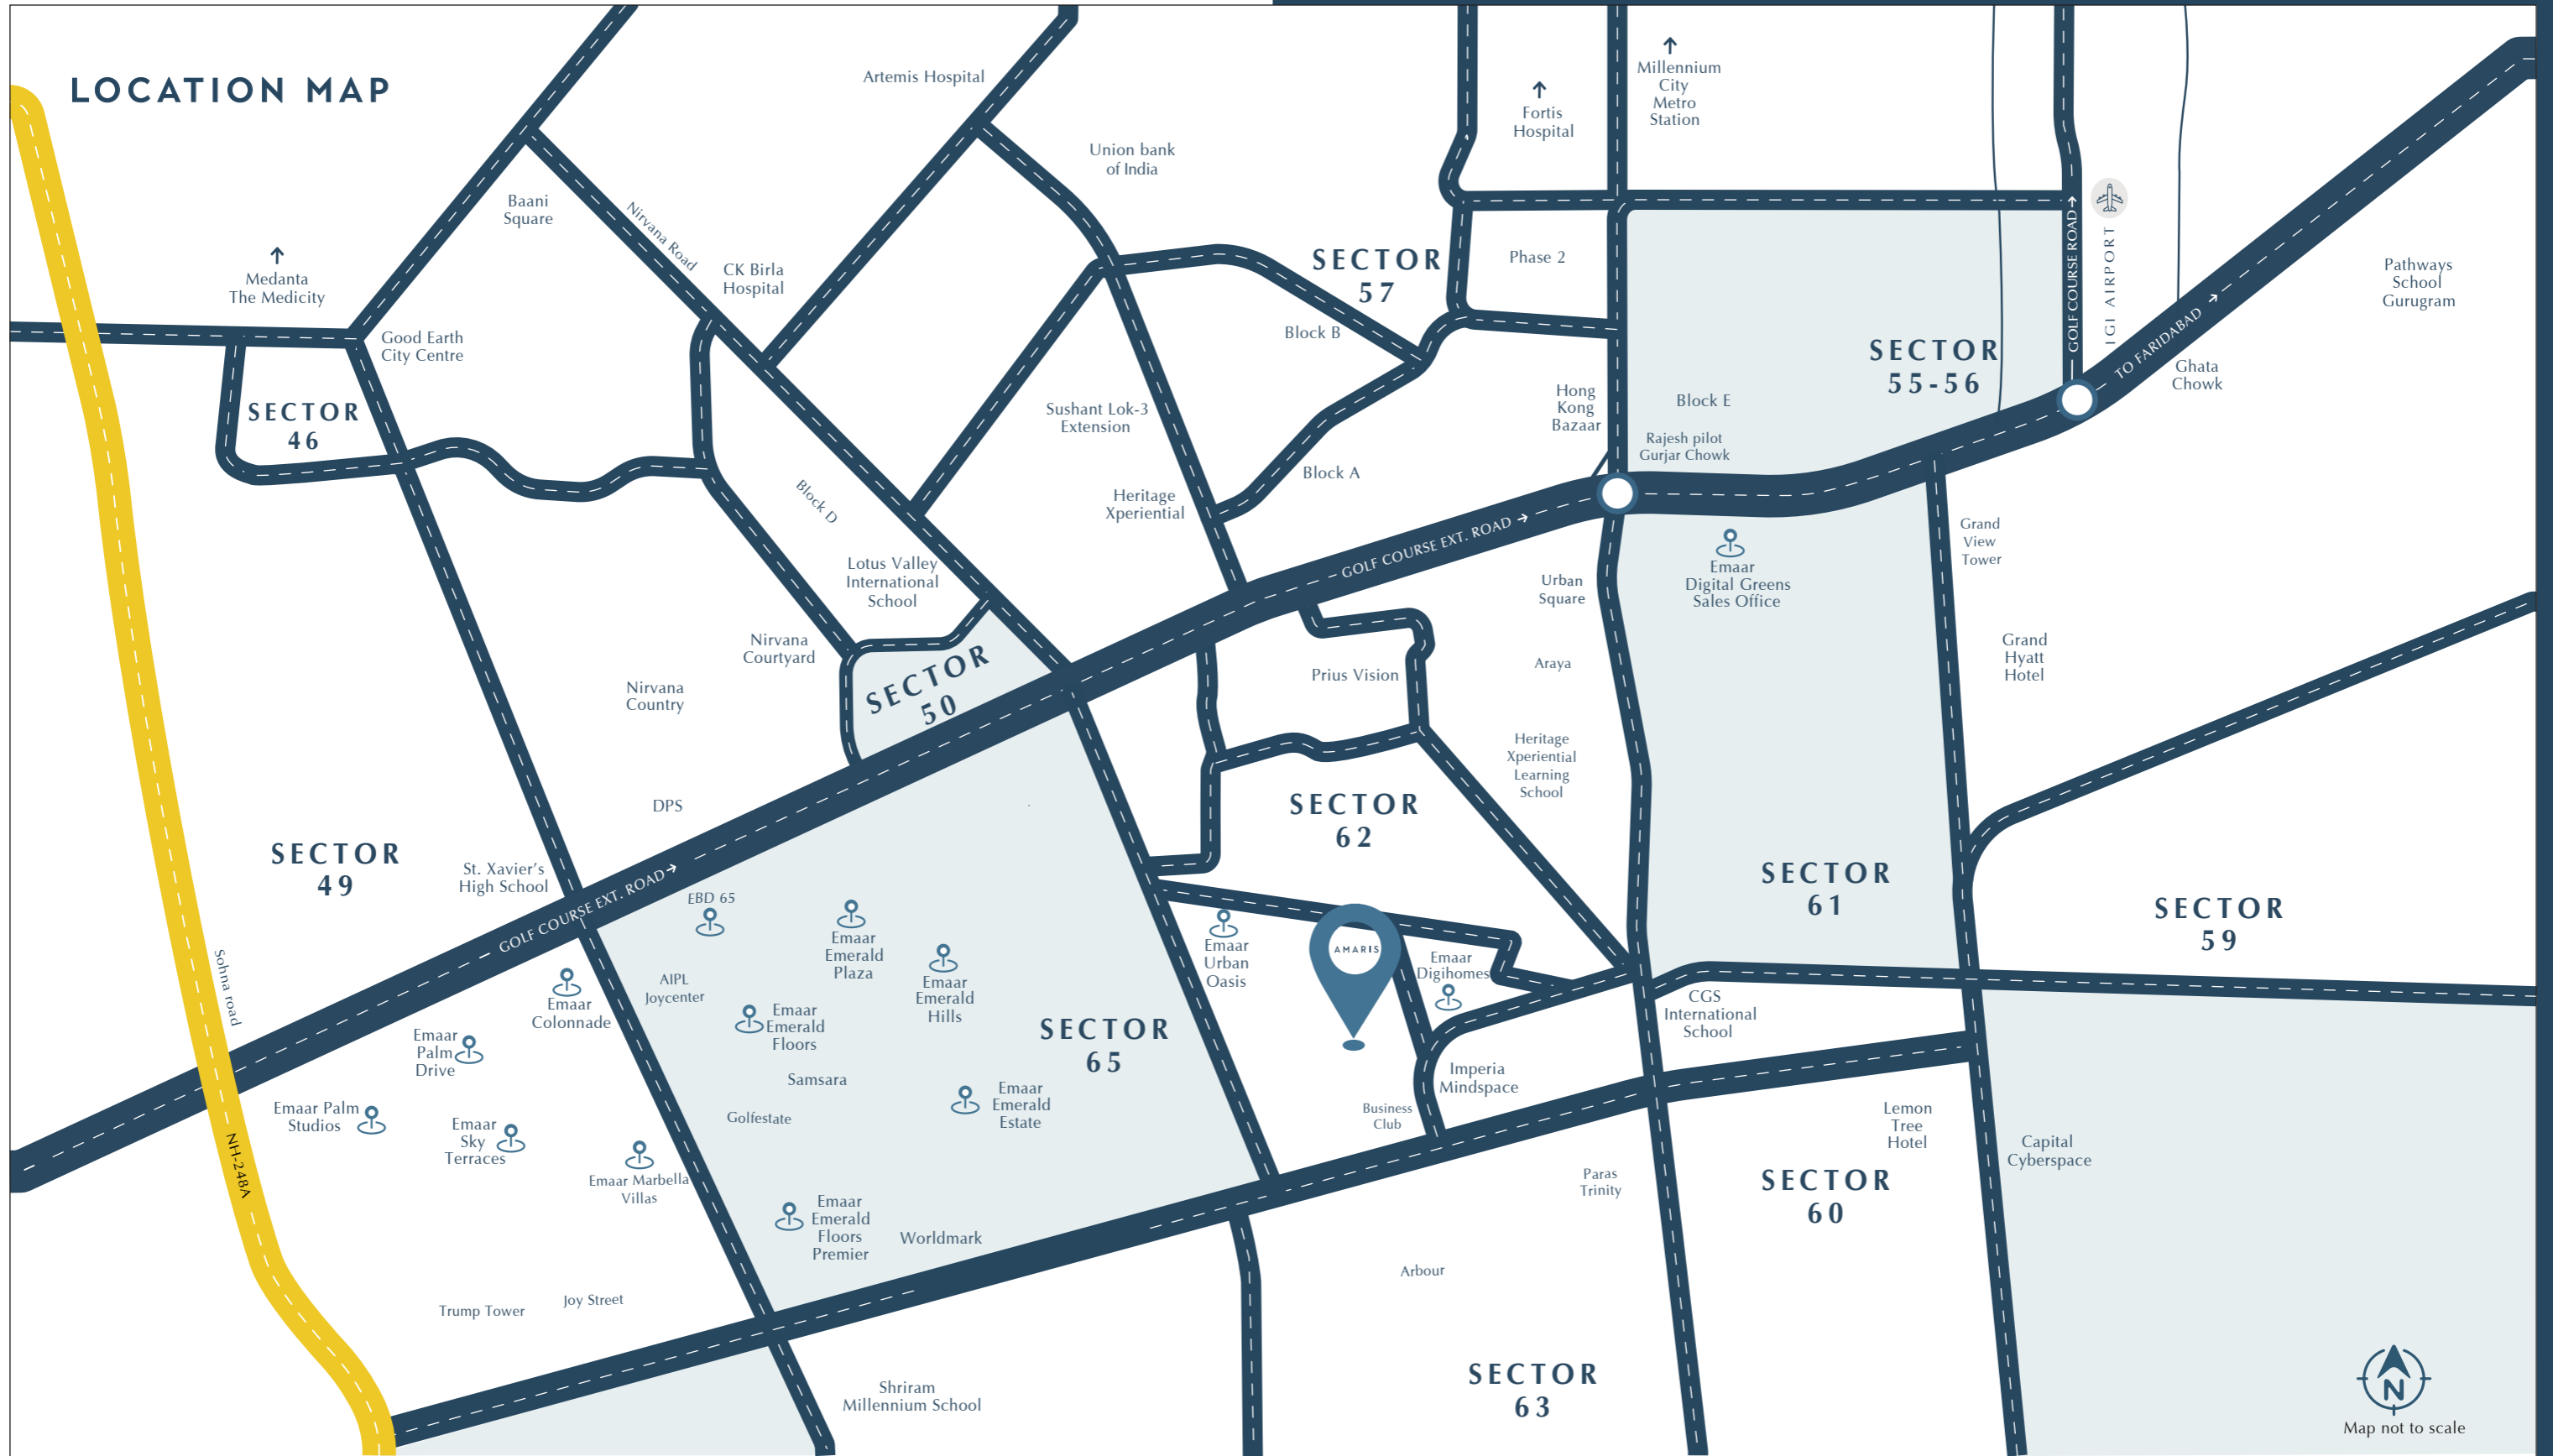 LOCATION MAP
Artemis Hospital
Union bank
of India
Fortis
Hospital
Millennium
City
Metro
Station
Baani
Square
Nirvana Road
CK Birla
Hospital
Medanta
The Medicity
Good Earth
City Centre
SECTOR
46
SECTOR
57
Phase 2
Block B
Block A
Hong
Kong
Bazaar
Block E
Rajesh pilot
Gurjar Chowk
SECTOR
55-56
GOLF COURSE ROAD
IGI AIRPORT
TO FARIDABAD
Ghata
Chowk
Pathways
School
Gurugram
Sushant Lok-3
Extension
Heritage
Xperiential
Block D
Lotus Valley
International
School
Nirvana
Courtyard
Nirvana
Country
SECTOR
50
DPS
GOLF COURSE EXT. ROAD
Urban
Square
Emaar
Digital Greens
Sales Office
Grand
View
Tower
Grand
Hyatt
Hotel
Prius Vision
Araya
Heritage
Xperiential
Learning
School
SECTOR
62
SECTOR
61
SECTOR
59
SECTOR
49
St. Xavier's
High School
GOLF COURSE EXT. ROAD
Sohna road
NH-248A
EBD 65
Emaar
Emerald
Plaza
AIPL
Joycenter
Emaar
Emerald
Hills
Emaar
Emerald
Floors
Samsara
Golfestate
Emaar
Emerald
Estate
SECTOR
65
Emaar
Colonnade
Emaar
Palm
Drive
Emaar Palm
Studios
Emaar
Sky
Terraces
Emaar Marbella
Villas
Emaar
Emerald
Floors
Premier
Worldmark
Trump Tower
Joy Street
Shriram
Millennium School
Emaar
Urban
Oasis
AMARIS
Emaar
Digihomes
Imperia
Mindspace
Business
Club
CGS
International
School
Lemon
Tree
Hotel
Capital
Cyberspace
Paras
Trinity
SECTOR
60
Arbour
SECTOR
63
N
Map not to scale